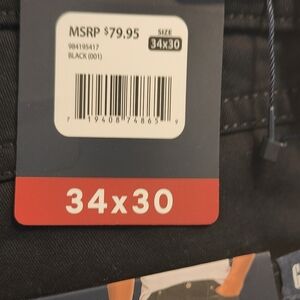 MSRP $79.95
SIZE
34x30
984195417
BLACK (001)
7 19408 74865 9
34x30